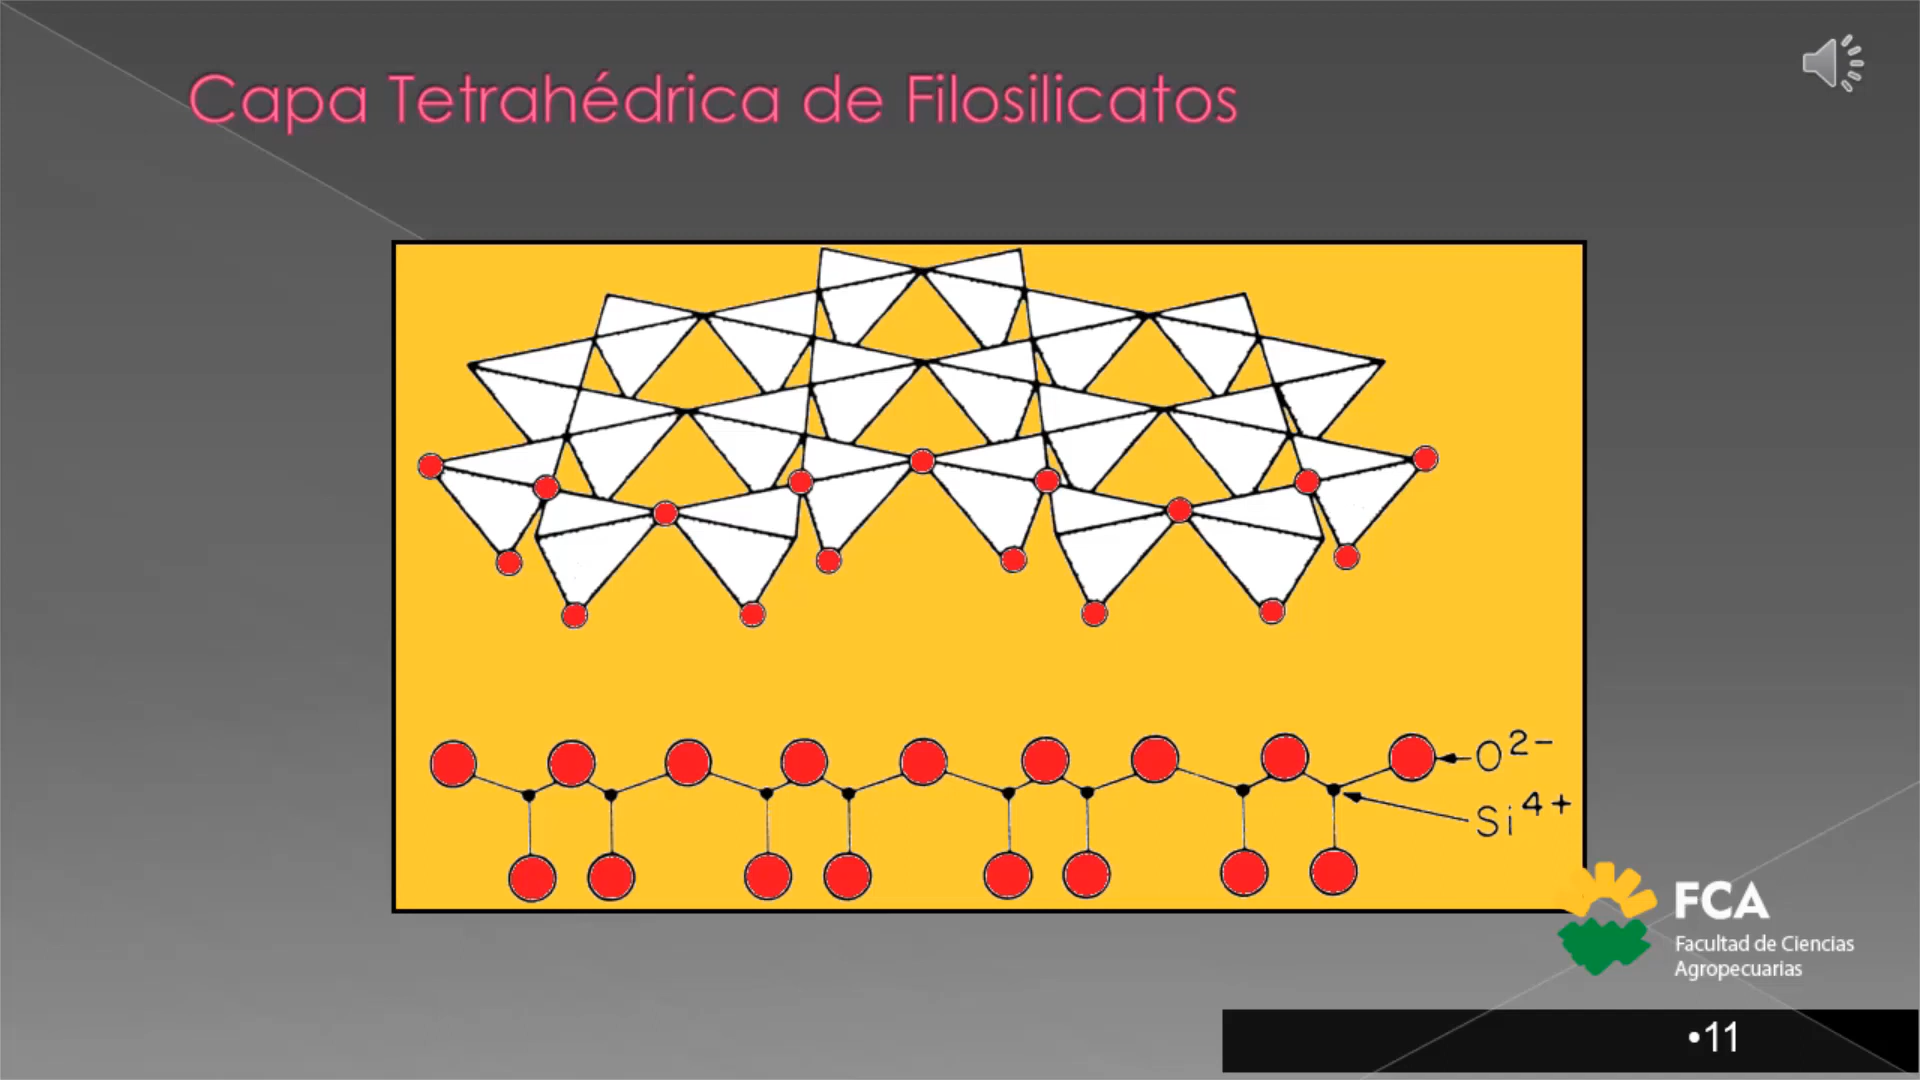 Capa Tetrahédrica de Filosilicatos
O²⁻
Si⁴⁺
FCA
Facultad de Ciencias
Agropecuarias
•11